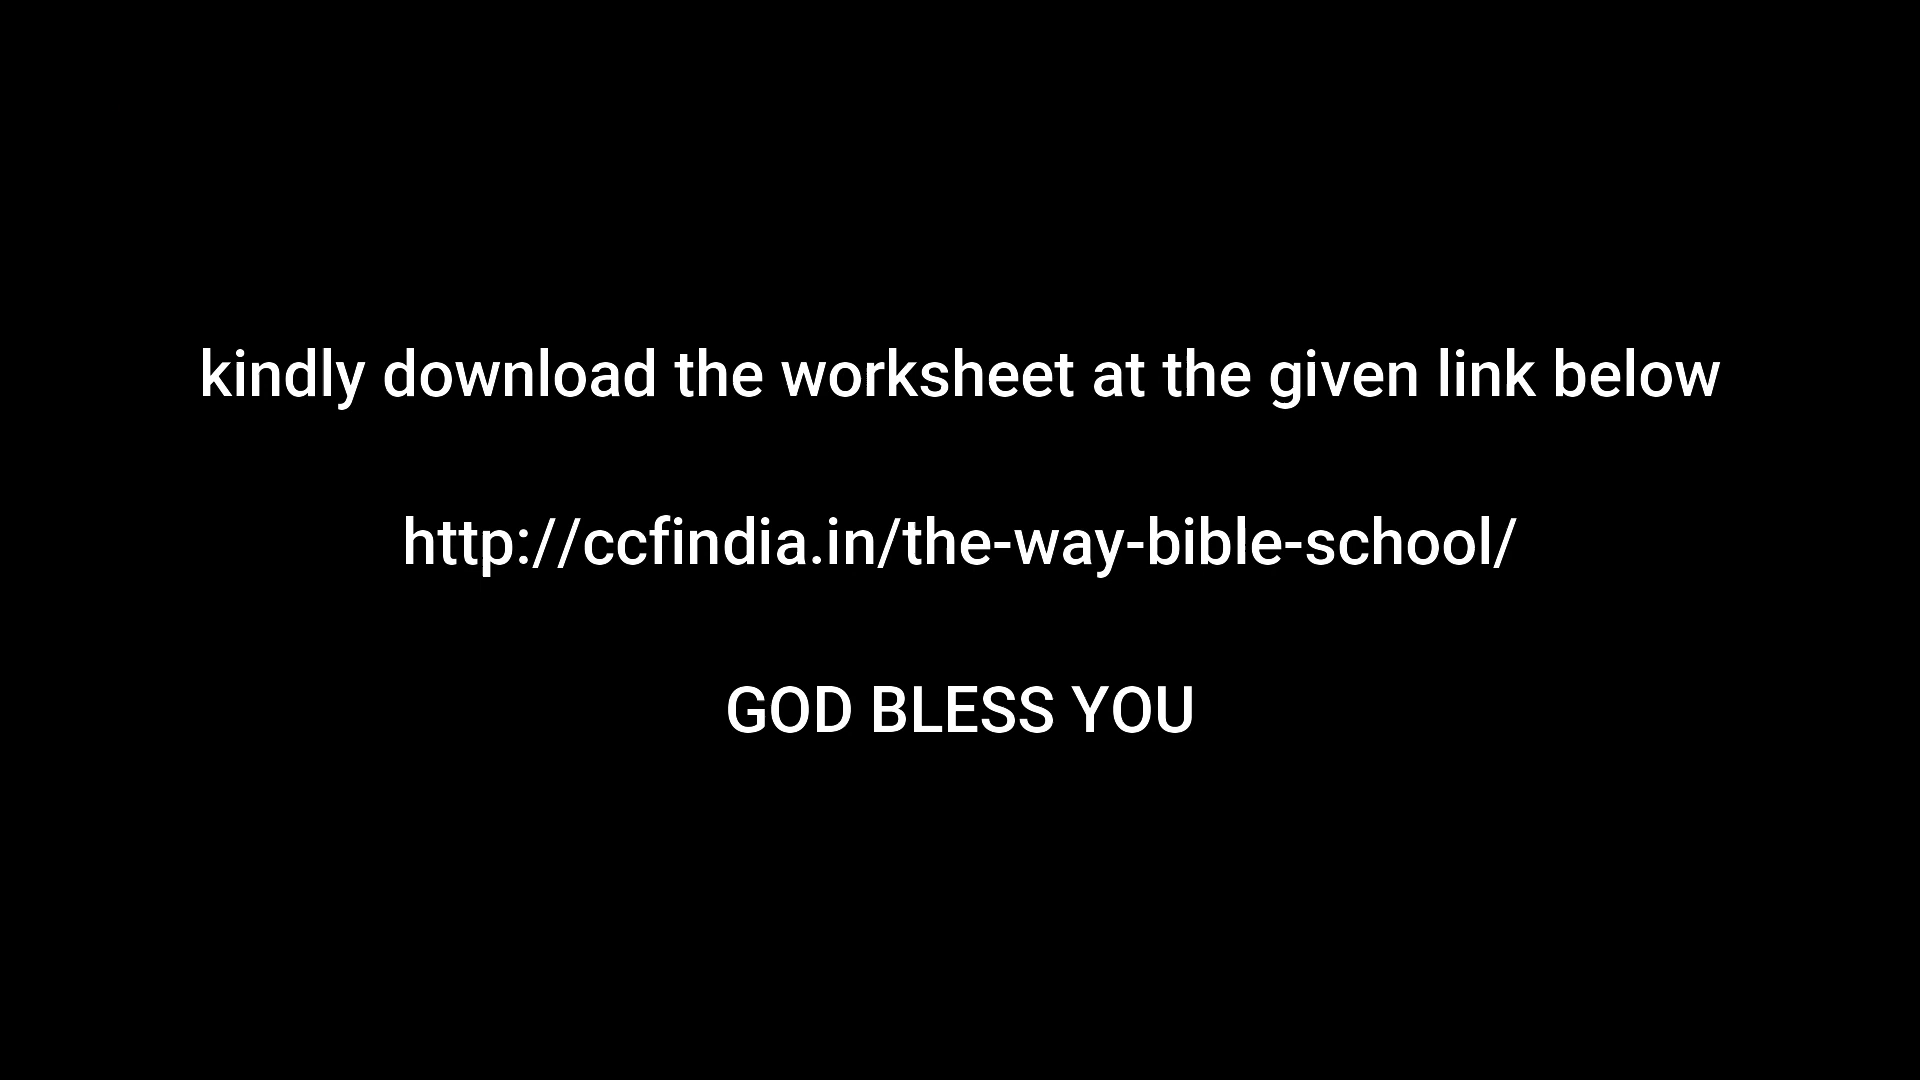 kindly download the worksheet at the given link below
http://ccfindia.in/the-way-bible-school/
GOD BLESS YOU